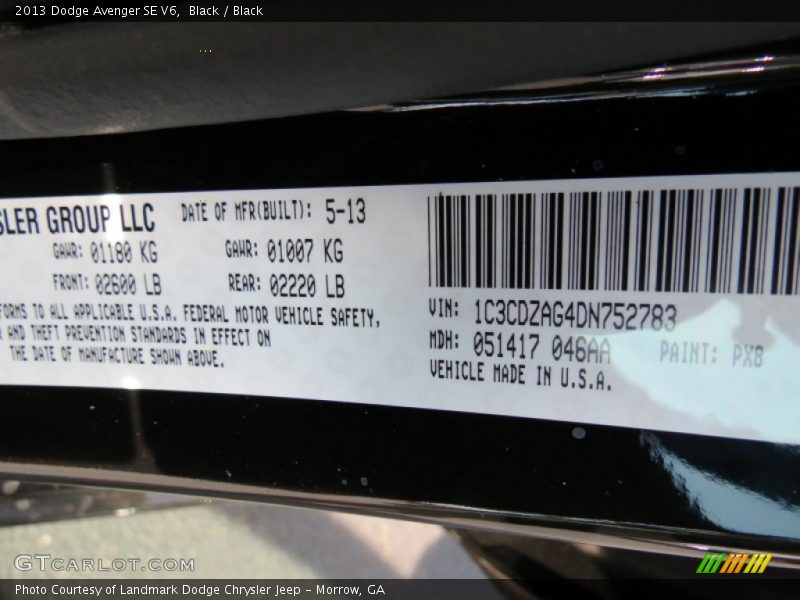 2013 Dodge Avenger SE V6,  Black / Black
SLER GROUP LLC DATE OF MFR(BUILT): 5-13
GAWR: 01180 KG GAWR: 01007 KG
FRONT: 02600 LB REAR: 02220 LB
FORMS TO ALL APPLICABLE U.S.A. FEDERAL MOTOR VEHICLE SAFETY,
AND THEFT PREVENTION STANDARDS IN EFFECT ON
THE DATE OF MANUFACTURE SHOWN ABOVE.
VIN: 1C3CDZAG4DN752783
MDH: 051417 046AA PAINT: PX8
VEHICLE MADE IN U.S.A.
GTCARLOT.COM
Photo Courtesy of Landmark Dodge Chrysler Jeep – Morrow, GA